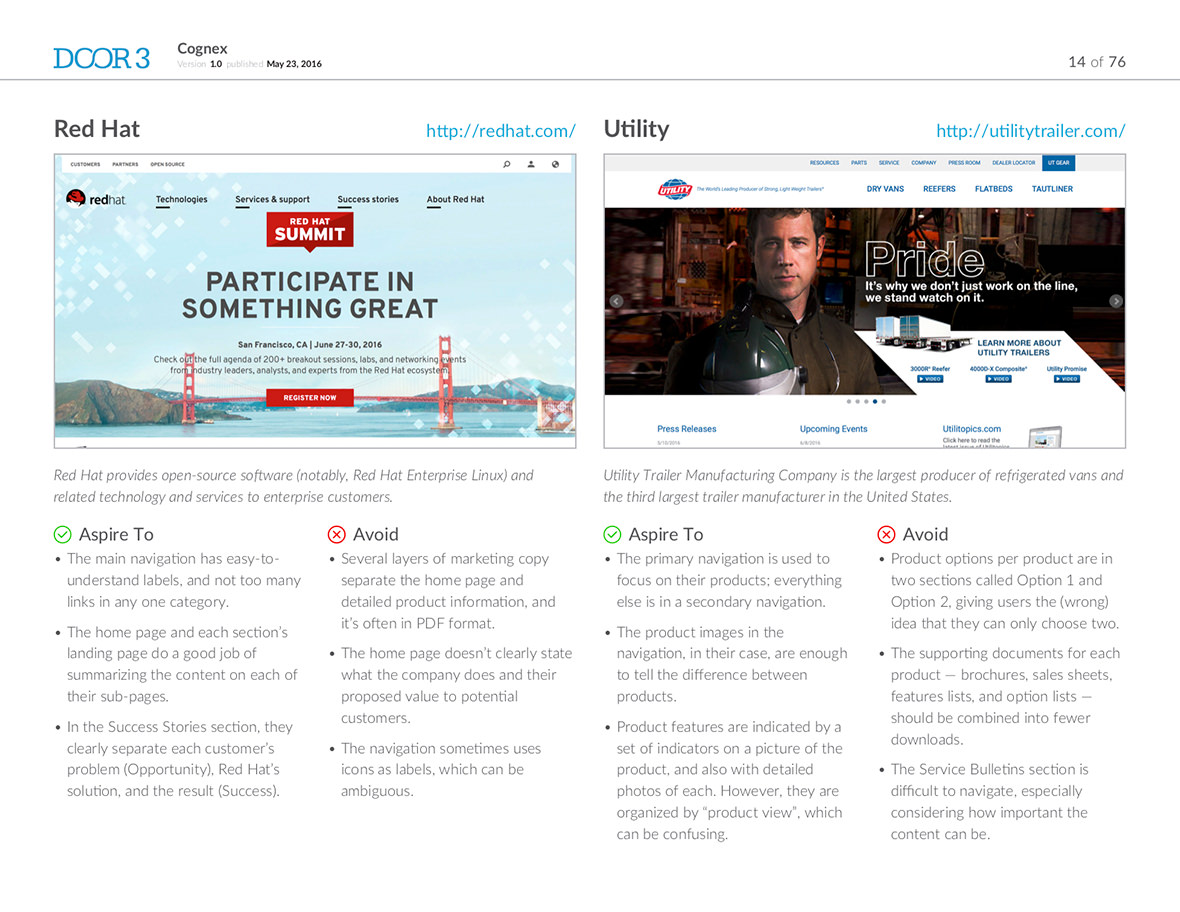 DOOR3
Cognex
Version 1.0 published May 23, 2016
14 of 76
Red Hat
http://redhat.com/
CUSTOMERS PARTNERS OPEN SOURCE
redhat
Technologies Services & support Success stories About Red Hat
RED HAT
SUMMIT
PARTICIPATE IN
SOMETHING GREAT
San Francisco, CA | June 27-30, 2016
Check out the full agenda of 200+ breakout sessions, labs, and networking events
from industry leaders, analysts, and experts from the Red Hat ecosystem.
REGISTER NOW
Red Hat provides open-source software (notably, Red Hat Enterprise Linux) and
related technology and services to enterprise customers.
Aspire To
• The main navigation has easy-to-
understand labels, and not too many
links in any one category.
• The home page and each section’s
landing page do a good job of
summarizing the content on each of
their sub-pages.
• In the Success Stories section, they
clearly separate each customer’s
problem (Opportunity), Red Hat’s
solution, and the result (Success).
Avoid
• Several layers of marketing copy
separate the home page and
detailed product information, and
it’s often in PDF format.
• The home page doesn’t clearly state
what the company does and their
proposed value to potential
customers.
• The navigation sometimes uses
icons as labels, which can be
ambiguous.
Utility
http://utilitytrailer.com/
RESOURCES PARTS SERVICE COMPANY PRESS ROOM DEALER LOCATOR UT GEAR
UTILITY
The World's Leading Producer of Strong, Light Weight Trailers®
DRY VANS REEFERS FLATBEDS TAUTLINER
Pride
It's why we don't just work on the line,
we stand watch on it.
LEARN MORE ABOUT
UTILITY TRAILERS
3000R® Reefer 4000D-X Composite® Utility Promise
VIDEO VIDEO VIDEO
Press Releases Upcoming Events Utilitopics.com
5/10/2016 6/8/2016 Click here to read the
latest issue of Utilitopics
Utility Trailer Manufacturing Company is the largest producer of refrigerated vans and
the third largest trailer manufacturer in the United States.
Aspire To
• The primary navigation is used to
focus on their products; everything
else is in a secondary navigation.
• The product images in the
navigation, in their case, are enough
to tell the difference between
products.
• Product features are indicated by a
set of indicators on a picture of the
product, and also with detailed
photos of each. However, they are
organized by “product view”, which
can be confusing.
Avoid
• Product options per product are in
two sections called Option 1 and
Option 2, giving users the (wrong)
idea that they can only choose two.
• The supporting documents for each
product — brochures, sales sheets,
features lists, and option lists —
should be combined into fewer
downloads.
• The Service Bulletins section is
difficult to navigate, especially
considering how important the
content can be.